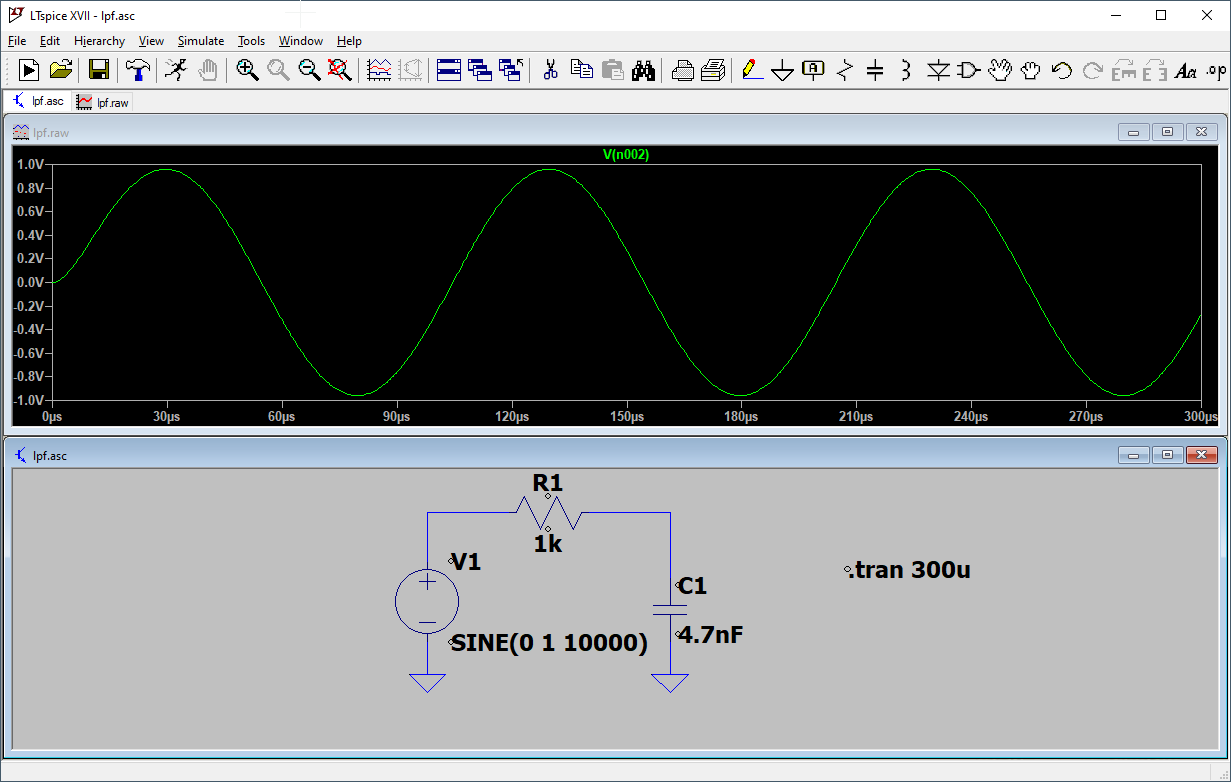 LTspice XVII - lpf.asc
File Edit Hierarchy View Simulate Tools Window Help
A Aa .op
lpf.asc lpf.raw
lpf.raw
V(n002)
1.0V
0.8V
0.6V
0.4V
0.2V
0.0V
-0.2V
-0.4V
-0.6V
-0.8V
-1.0V
0µs 30µs 60µs 90µs 120µs 150µs 180µs 210µs 240µs 270µs 300µs
lpf.asc
R1
1k
V1
SINE(0 1 10000)
C1
4.7nF
.tran 300u